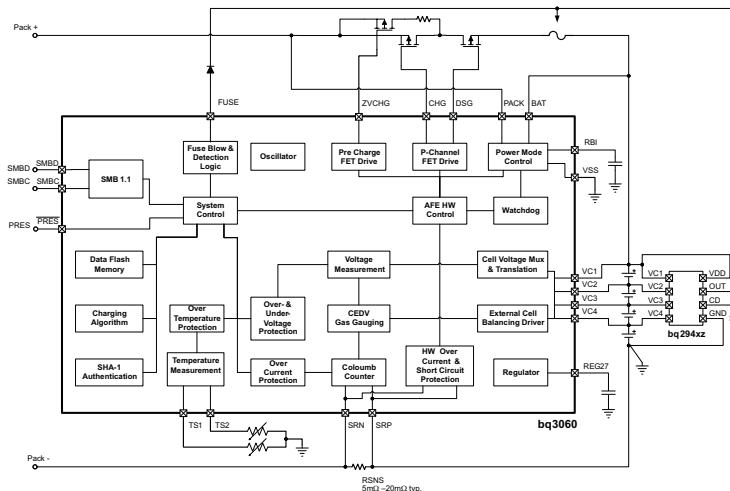 Pack +
FUSE
ZVCHG
CHG
DSG
PACK
BAT
Fuse Blow &
Detection
Logic
Oscillator
Pre Charge
FET Drive
P-Channel
FET Drive
Power Mode
Control
RBI
VSS
SMBD
SMBD
SMBC
SMBC
SMB 1.1
PRES
PRES
System
Control
AFE HW
Control
Watchdog
Data Flash
Memory
Voltage
Measurement
Cell Voltage Mux
& Translation
Over
Temperature
Protection
Over- &
Under-
Voltage
Protection
Charging
Algorithm
CEDV
Gas Gauging
External Cell
Balancing Driver
VC1
VC2
VC3
VC4
VC1
VC2
VC3
VC4
VDD
OUT
CD
GND
bq294xz
SHA-1
Authentication
Temperature
Measurement
Over
Current
Protection
Coloumb
Counter
HW Over
Current &
Short Circuit
Protection
Regulator
REG27
bq3060
TS1
TS2
SRN
SRP
Pack -
RSNS
5mΩ –20mΩ typ.